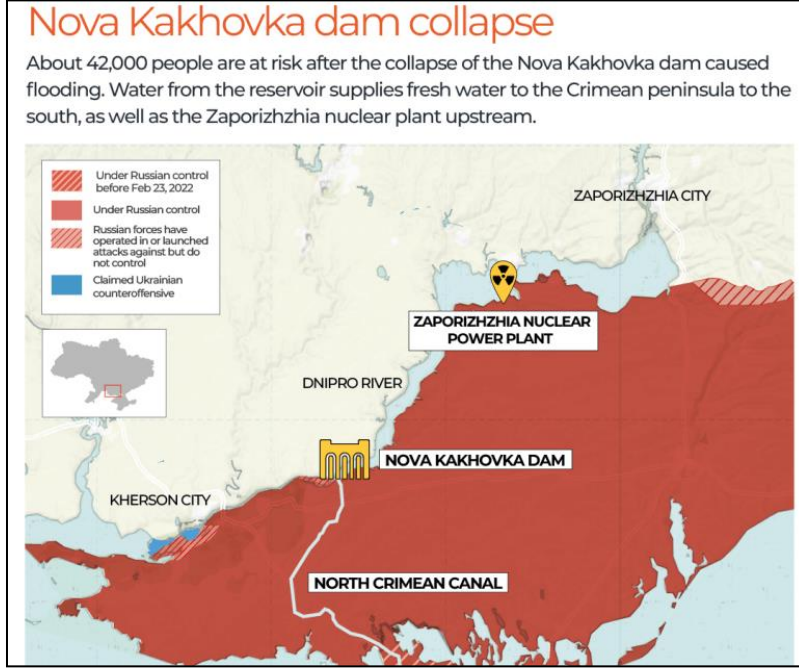 Nova Kakhovka dam collapse
About 42,000 people are at risk after the collapse of the Nova Kakhovka dam caused
flooding. Water from the reservoir supplies fresh water to the Crimean peninsula to the
south, as well as the Zaporizhzhia nuclear plant upstream.
Under Russian control
before Feb 23, 2022
Under Russian control
Russian forces have
operated in or launched
attacks against but do
not control
Claimed Ukrainian
counteroffensive
ZAPORIZHZHIA CITY
ZAPORIZHZHIA NUCLEAR
POWER PLANT
DNIPRO RIVER
NOVA KAKHOVKA DAM
KHERSON CITY
NORTH CRIMEAN CANAL